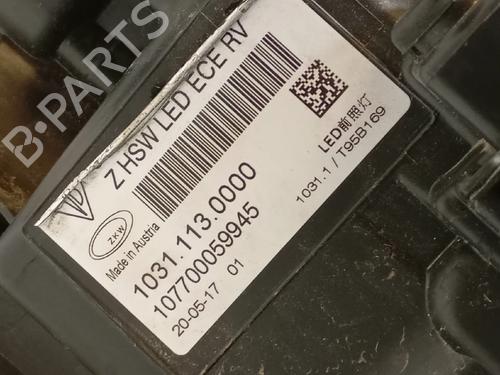 B-PARTS
Z HSW LED ECE RV
ZKW
Made in Austria
1031.113.0000
107700059945
20-05-17 01
LED前照灯
1031.1 / T95B169